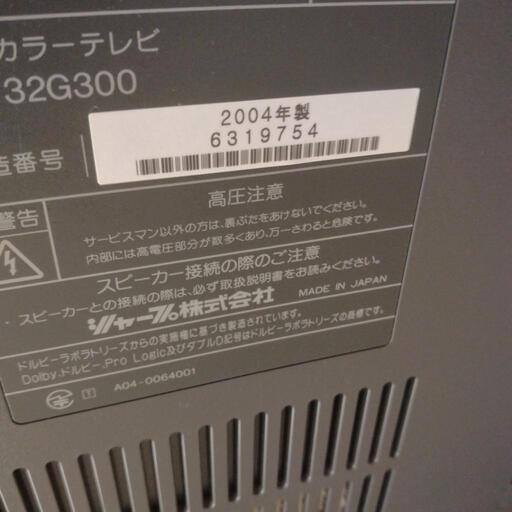 カラーテレビ
32G300
造番号
2004年製
6319754
高圧注意
警告
サービスマン以外の方は、裏ぶたをあけないでください。
内部には高電圧部分が数多くあり、万一さわると危険です。
スピーカー接続の際のご注意
・スピーカーとの接続の際は、必ず取扱説明書をお読みください。
シャープ株式会社
MADE IN JAPAN
ドルビーラボラトリーズからの実施権に基づき製造されています。
Dolby、ドルビー、Pro Logic及びダブルD記号はドルビーラボラトリーズの商標です。
A04-0064001